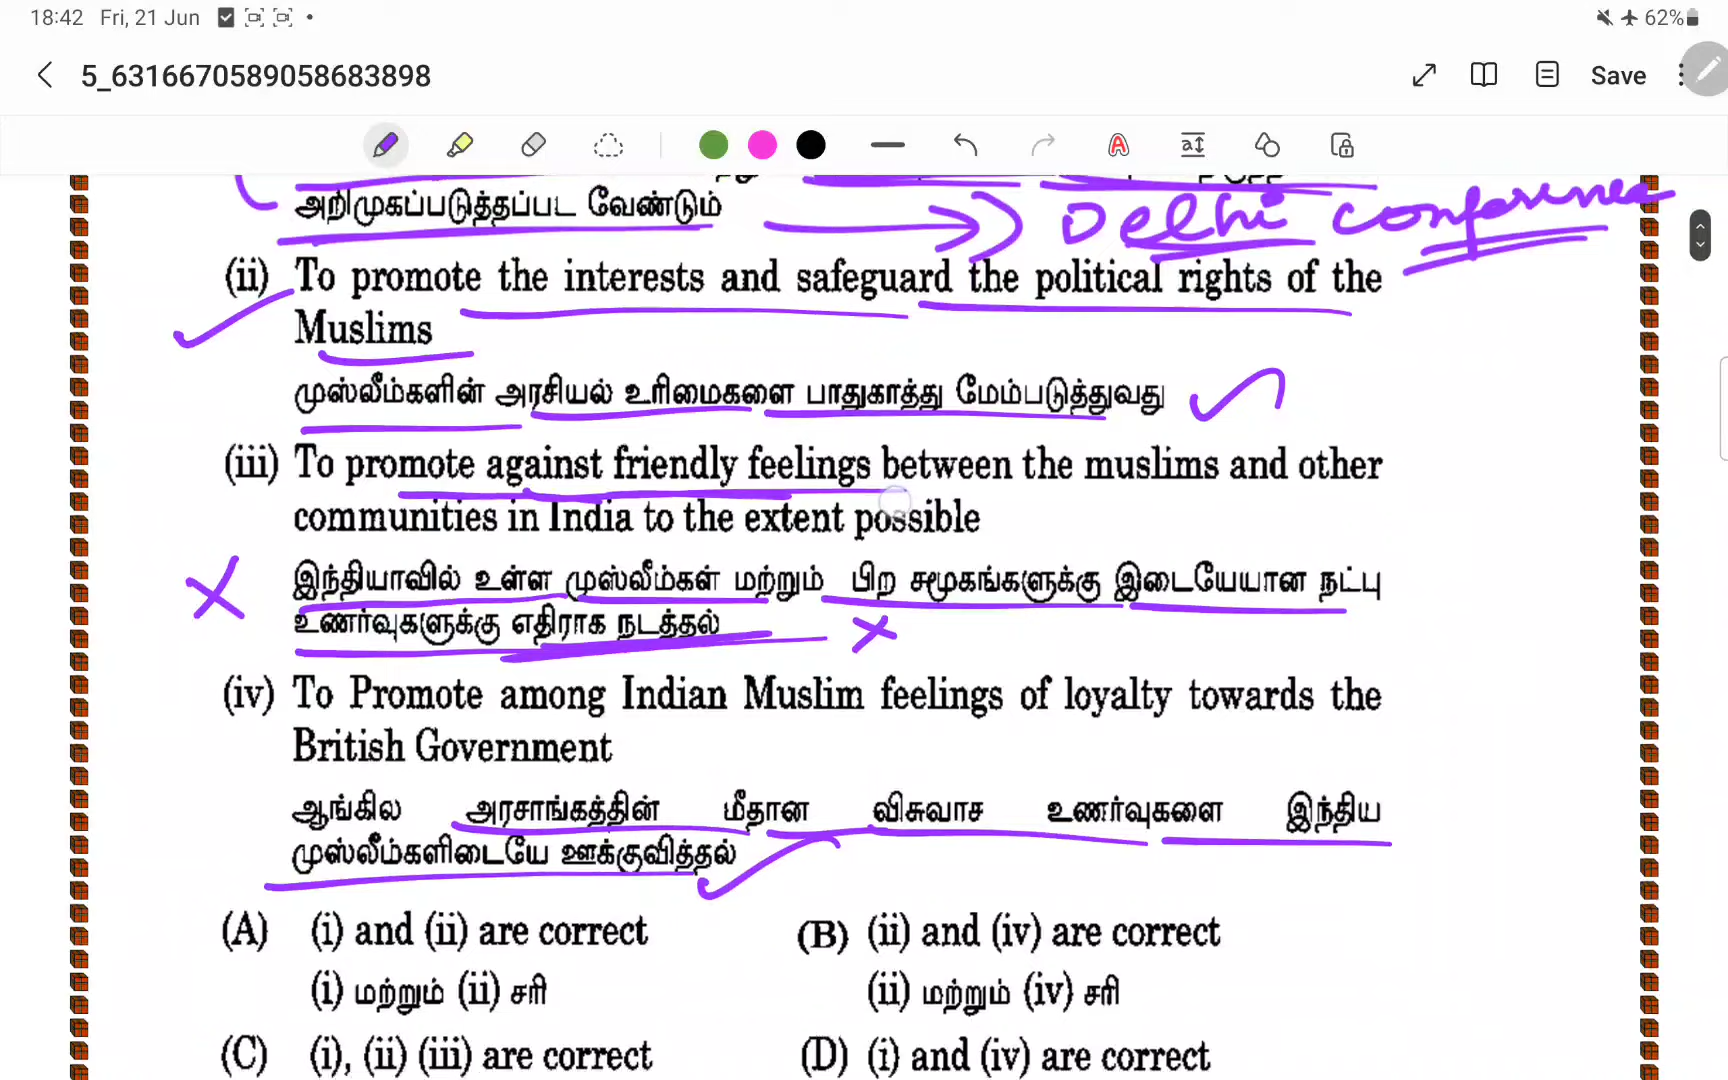 18:42 Fri, 21 Jun 62%
5_6316670589058683898 Save
அறிமுகப்படுத்தப்பட வேண்டும் Delhi conference
(ii) To promote the interests and safeguard the political rights of the
Muslims
முஸ்லீம்களின் அரசியல் உரிமைகளை பாதுகாத்து மேம்படுத்துவது
(iii) To promote against friendly feelings between the muslims and other
communities in India to the extent possible
இந்தியாவில் உள்ள முஸ்லீம்கள் மற்றும் பிற சமூகங்களுக்கு இடையேயான நட்பு
உணர்வுகளுக்கு எதிராக நடத்தல்
(iv) To Promote among Indian Muslim feelings of loyalty towards the
British Government
ஆங்கில அரசாங்கத்தின் மீதான விசுவாச உணர்வுகளை இந்திய
முஸ்லீம்களிடையே ஊக்குவித்தல்
(A) (i) and (ii) are correct (B) (ii) and (iv) are correct
(i) மற்றும் (ii) சரி (ii) மற்றும் (iv) சரி
(C) (i), (ii) (iii) are correct (D) (i) and (iv) are correct